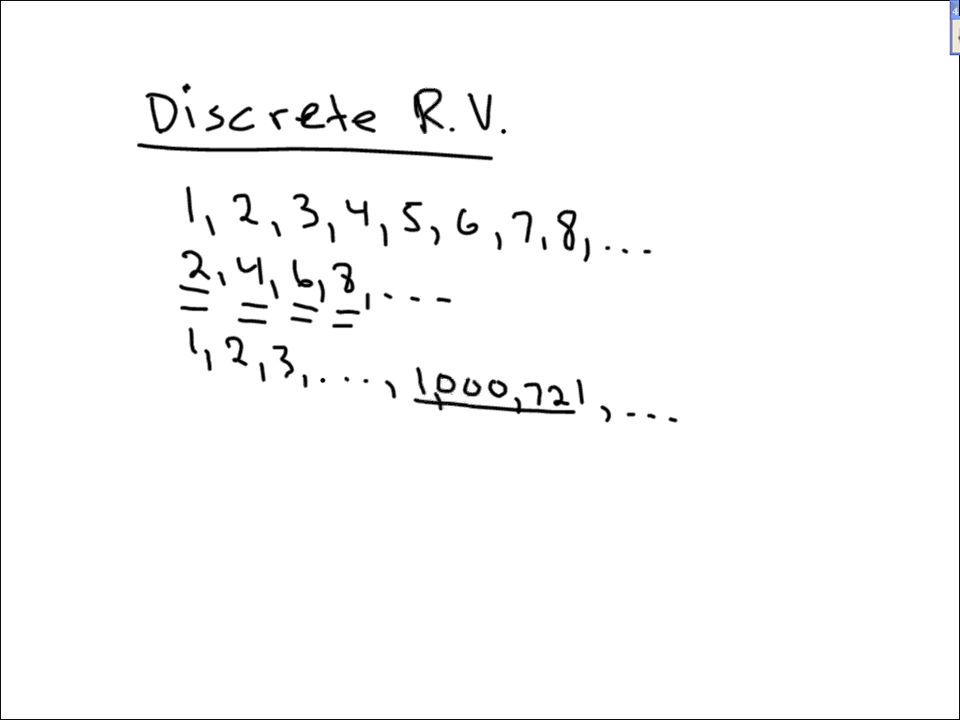 Discrete R.V.
1, 2, 3, 4, 5, 6, 7, 8, ...
2, 4, 6, 8, ...
1, 2, 3, ..., 1,000,721, ...
4